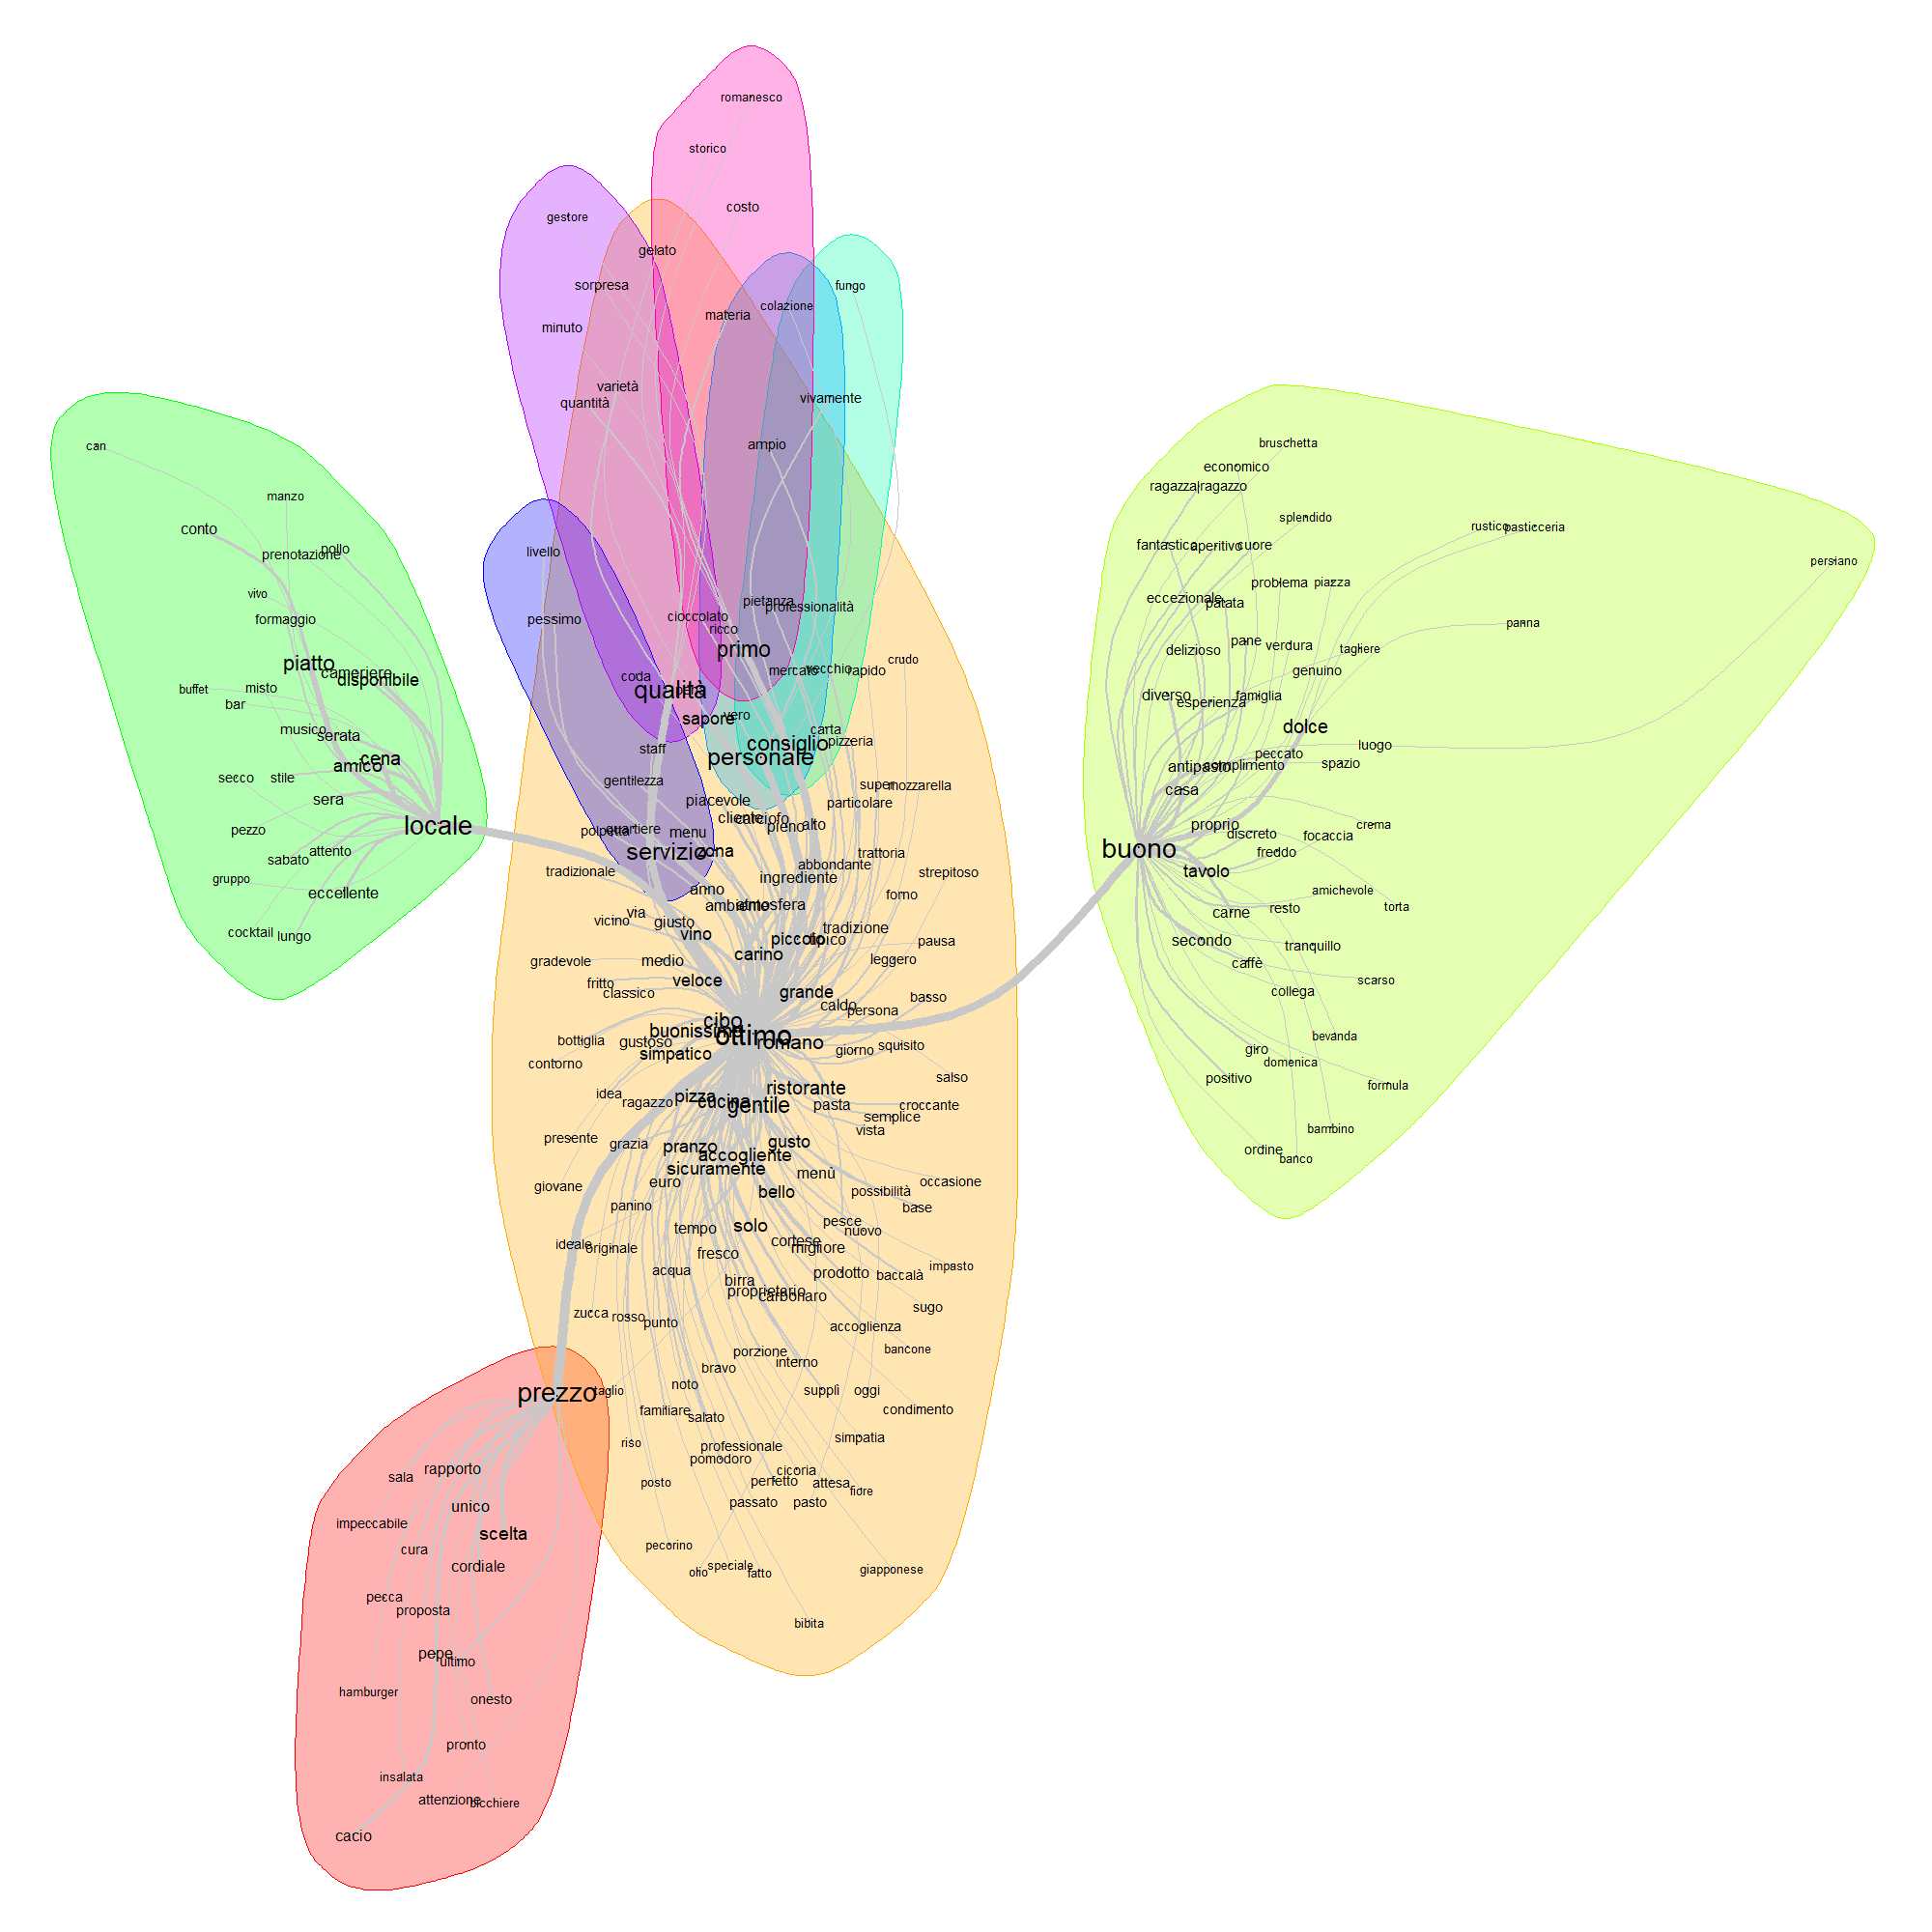 romanesco
storico
costo
gestore
gelato
sorpresa
fungo
colazione
materia
minuto
varietà
quantità
vivamente
ampio
can
manzo
conto
prenotazione
pollo
vivo
formaggio
piatto
cameriere
disponibile
buffet
misto
bar
musico
serata
cena
amico
secco
stile
sera
locale
pezzo
attento
sabato
gruppo
eccellente
cocktail
lungo
livello
pessimo
cioccolato
ricco
pietanza
professionalità
primo
crudo
coda
qualità
mercato
vecchio
rapido
sapore
vero
staff
consiglio
personale
carta
pizzeria
gentilezza
super
mozzarella
piacevole
particolare
cliente
carciofo
pieno
alto
polpetta
quartiere
menu
servizio
zona
trattoria
abbondante
tradizionale
ingrediente
strepitoso
anno
forno
ambiente
atmosfera
via
vicino
giusto
vino
tradizione
piccolo
tipico
pausa
carino
gradevole
medio
leggero
fritto
classico
veloce
grande
basso
caldo
persona
cibo
buonissimo
ottimo
bottiglia
gustoso
romano
giorno
squisito
simpatico
contorno
salso
idea
ragazzo
pizza
cucina
ristorante
gentile
pasta
croccante
semplice
vista
presente
grazia
pranzo
gusto
accogliente
sicuramente
menù
giovane
euro
bello
possibilità
occasione
base
panino
tempo
solo
pesce
nuovo
ideale
originale
fresco
cortese
migliore
acqua
birra
prodotto
baccalà
impasto
proprietario
carbonaro
sugo
zucca
rosso
punto
accoglienza
bancone
porzione
bravo
interno
noto
taglio
supplì
oggi
familiare
salato
condimento
riso
professionale
simpatia
pomodoro
posto
perfetto
cicoria
attesa
fiore
passato
pasto
pecorino
olio
speciale
fatto
giapponese
bibita
bruschetta
economico
ragazza|ragazzo
splendido
rustico
pasticceria
fantastico
aperitivo
cuore
persiano
problema
piazza
eccezionale
patata
panna
pane
verdura
delizioso
tagliere
genuino
diverso
esperienza
famiglia
dolce
luogo
peccato
antipasto
complimento
spazio
casa
proprio
discreto
focaccia
crema
buono
freddo
tavolo
amichevole
carne
resto
torta
secondo
tranquillo
caffè
scarso
collega
bevanda
giro
domenica
positivo
formula
bambino
ordine
banco
prezzo
sala
rapporto
unico
impeccabile
scelta
cura
cordiale
pecca
proposta
pepe
ultimo
hamburger
onesto
pronto
insalata
attenzione
bicchiere
cacio